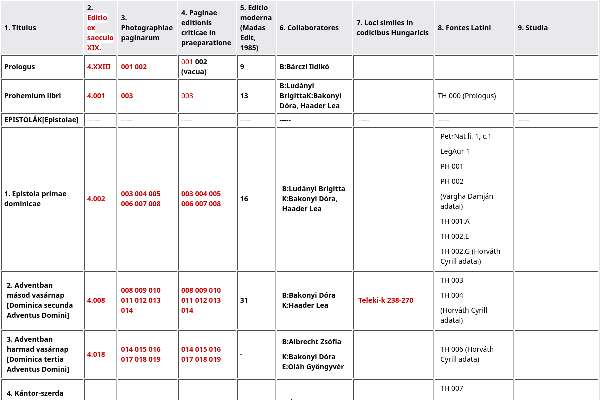 1. Titulus
2. Editio ex saeculo XIX.
3. Photographiae paginarum
4. Paginae editionis criticae in praeparatione
5. Editio moderna (Madas Edit, 1985)
6. Collaboratores
7. Loci similes in codicibus Hungaricis
8. Fontes Latini
9. Studia
Prologus
4.XXIII
001 002
001 002 (vacua)
9
B:Bárczi Ildikó
Prohemium libri
4.001
003
003
13
B:Ludányi BrigittaK:Bakonyi Dóra, Haader Lea
TH 000 (Prologus)
EPISTOLÁK[Epistolae]
-----
-----
-----
---
-----
-----
-----
-----
1. Epistola primae dominicae
4.002
003 004 005
006 007 008
003 004 005
006 007 008
16
B:Ludányi Brigitta
K:Bakonyi Dóra, Haader Lea
PetrNat li. 1, c.1
LegAur 1
PH 001
PH 002
(Vargha Damján adatai)
TH 001.A
TH 002.E
TH 002.G (Horváth Cyrill adatai)
2. Adventban másod vasárnap [Dominica secunda Adventus Domini]
4.008
008 009 010
011 012 013
014
008 009 010
011 012 013
014
31
B:Bakonyi Dóra
K:Haader Lea
Teleki-k 238-270
TH 003
TH 004
(Horváth Cyrill adatai)
3. Adventban harmad vasárnap [Dominica tertia Adventus Domini]
4.018
014 015 016
017 018 019
014 015 016
017 018 019
-
B:Albrecht Zsófia
K:Bakonyi Dóra
E:Oláh Gyöngyvér
TH 006 (Horváth Cyrill adatai)
4. Kántor-szerda
TH 007